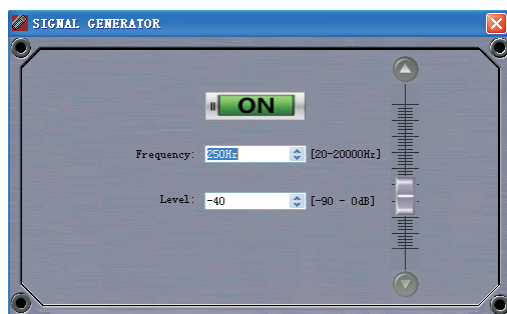 SIGNAL GENERATOR
ON
Frequency: 250Hz [20-20000Hz]
Level: -40 [-90 - 0dB]